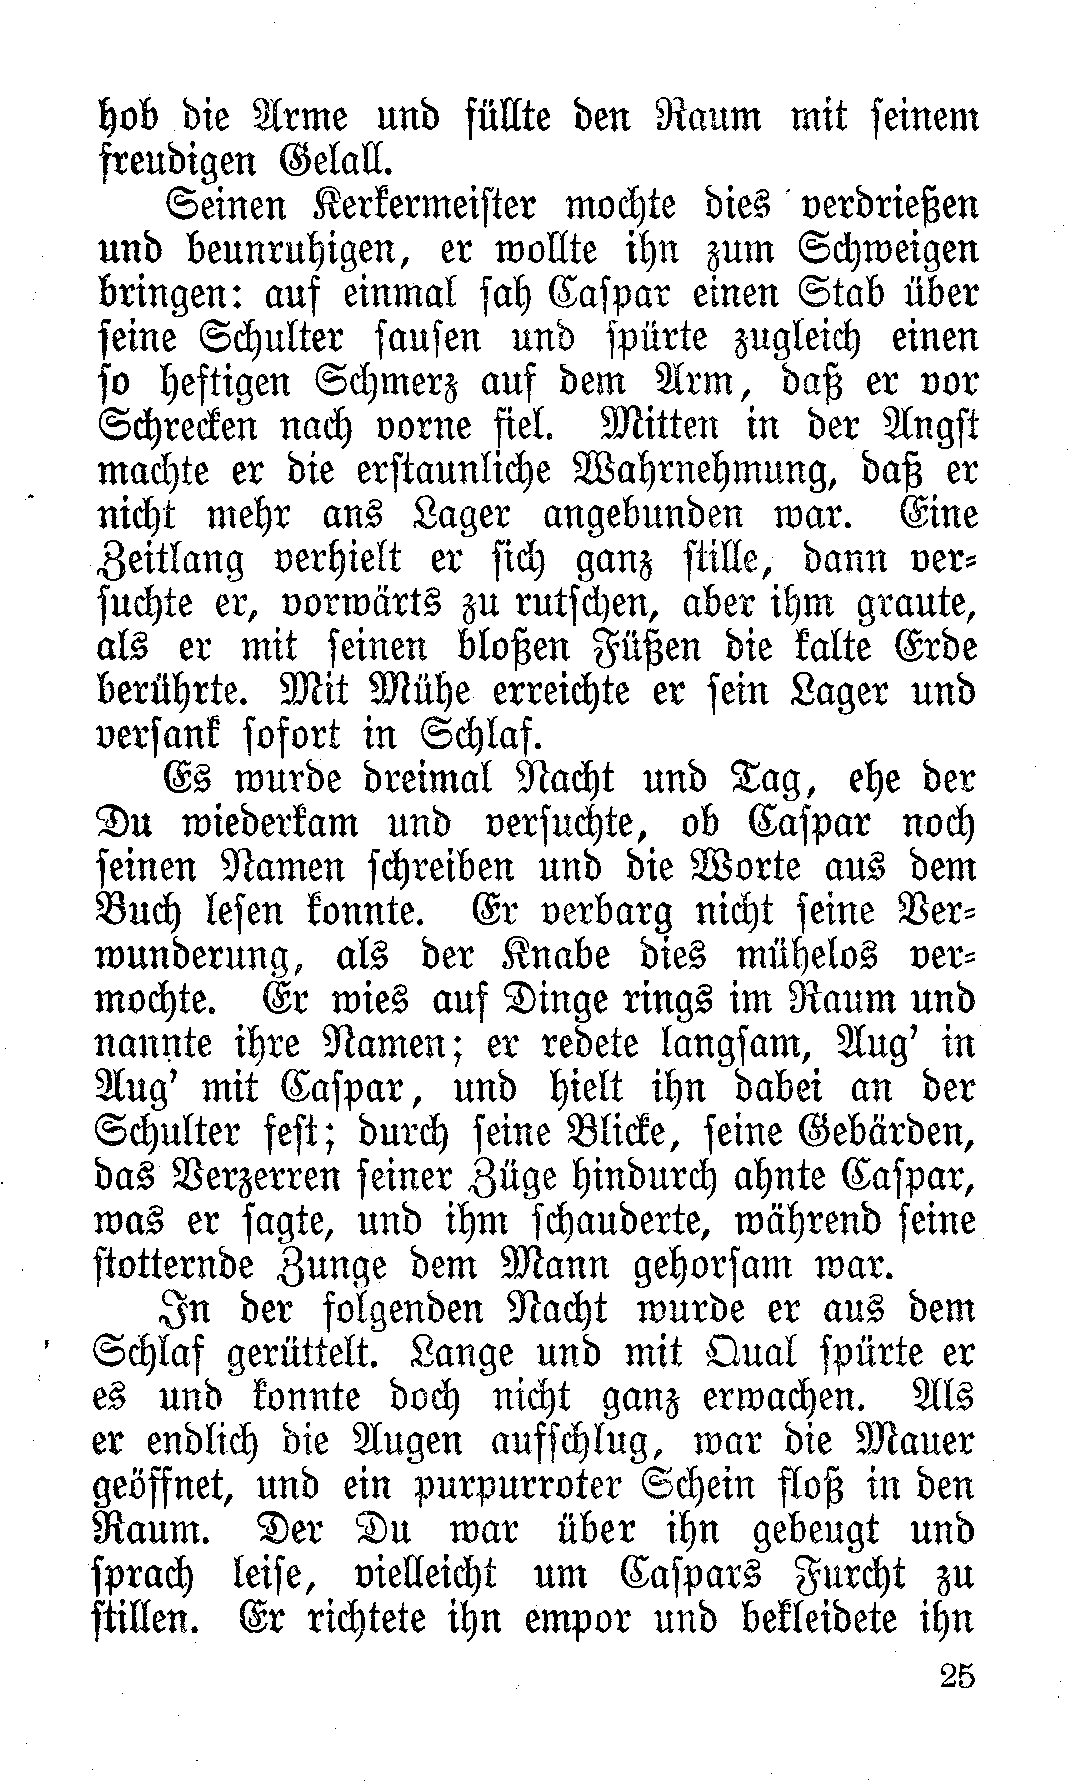 hob die Arme und füllte den Raum mit seinem
freudigen Gelall.
Seinen Kerkermeister mochte dies verdrießen
und beunruhigen, er wollte ihn zum Schweigen
bringen: auf einmal sah Caspar einen Stab über
seine Schulter sausen und spürte zugleich einen
so heftigen Schmerz auf dem Arm, daß er vor
Schrecken nach vorne fiel. Mitten in der Angst
machte er die erstaunliche Wahrnehmung, daß er
nicht mehr ans Lager angebunden war. Eine
Zeitlang verhielt er sich ganz stille, dann ver-
suchte er, vorwärts zu rutschen, aber ihm graute,
als er mit seinen bloßen Füßen die kalte Erde
berührte. Mit Mühe erreichte er sein Lager und
versank sofort in Schlaf.
Es wurde dreimal Nacht und Tag, ehe der
Du wiederkam und versuchte, ob Caspar noch
seinen Namen schreiben und die Worte aus dem
Buch lesen konnte. Er verbarg nicht seine Ver-
wunderung, als der Knabe dies mühelos ver-
mochte. Er wies auf Dinge rings im Raum und
nannte ihre Namen; er redete langsam, Aug' in
Aug' mit Caspar, und hielt ihn dabei an der
Schulter fest; durch seine Blicke, seine Gebärden,
das Verzerren seiner Züge hindurch ahnte Caspar,
was er sagte, und ihm schauderte, während seine
stotternde Zunge dem Mann gehorsam war.
In der folgenden Nacht wurde er aus dem
Schlaf gerüttelt. Lange und mit Qual spürte er
es und konnte doch nicht ganz erwachen. Als
er endlich die Augen aufschlug, war die Mauer
geöffnet, und ein purpurroter Schein floß in den
Raum. Der Du war über ihn gebeugt und
sprach leise, vielleicht um Caspars Furcht zu
stillen. Er richtete ihn empor und bekleidete ihn
25